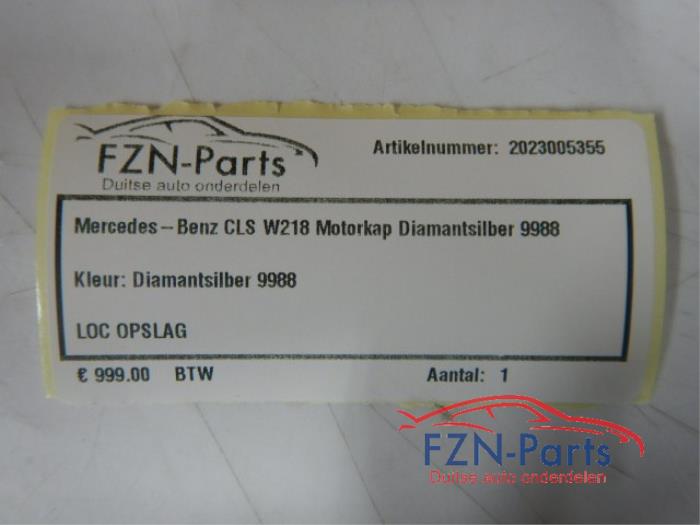 FZN-Parts
Duitse auto onderdelen
Artikelnummer: 2023005355
Mercedes-Benz CLS W218 Motorkap Diamantsilber 9988
Kleur: Diamantsilber 9988
LOC OPSLAG
€ 999.00 BTW
Aantal: 1
FZN-Parts
Duitse auto onderdelen